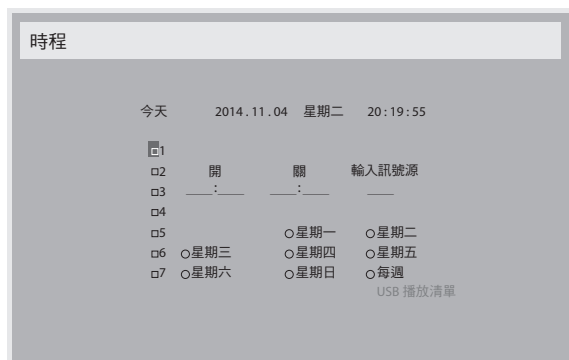 時程
今天 2014.11.04 星期二 20:19:55
□1
□2 開 關 輸入訊號源
□3 ___:___ ___:___ ___
□4
□5 ○星期一 ○星期二
□6 ○星期三 ○星期四 ○星期五
□7 ○星期六 ○星期日 ○每週
USB 播放清單